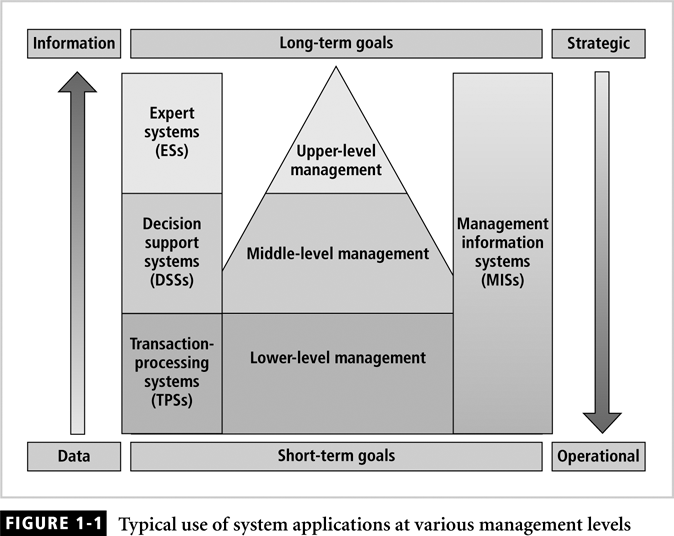 Information
Long-term goals
Strategic
Expert
systems
(ESs)
Upper-level
management
Decision
support
systems
(DSSs)
Middle-level management
Management
information
systems
(MISs)
Transaction-
processing
systems
(TPSs)
Lower-level management
Data
Short-term goals
Operational
FIGURE 1-1 Typical use of system applications at various management levels